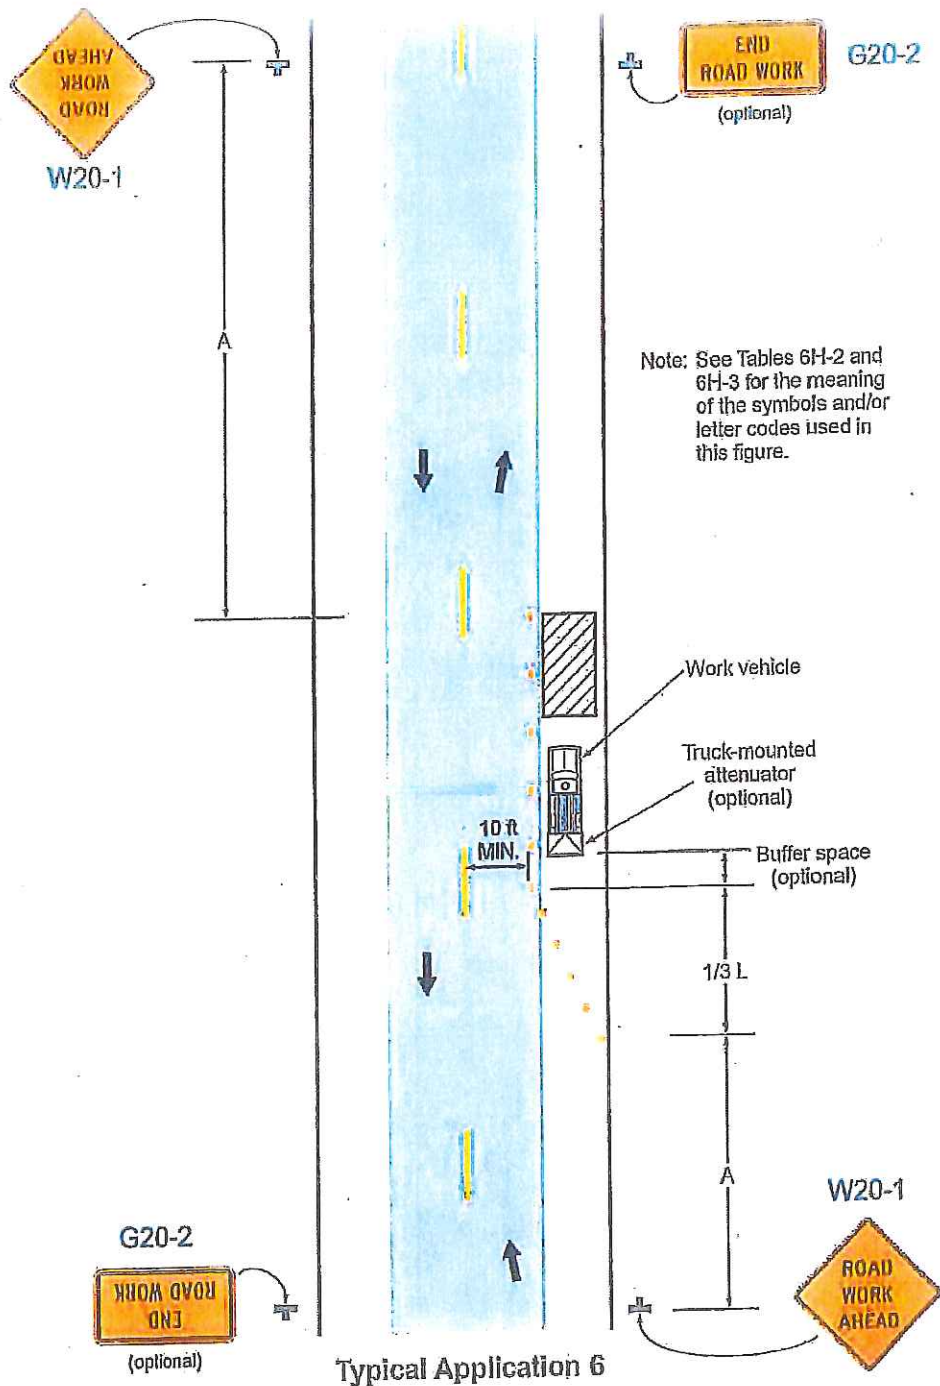 ROAD
WORK
AHEAD
W20-1
END
ROAD WORK
(optional)
G20-2
A
Note: See Tables 6H-2 and
6H-3 for the meaning
of the symbols and/or
letter codes used in
this figure.
Work vehicle
Truck-mounted
attenuator
(optional)
10 ft
MIN.
Buffer space
(optional)
1/3 L
A
W20-1
ROAD
WORK
AHEAD
G20-2
END
ROAD WORK
(optional)
Typical Application 6